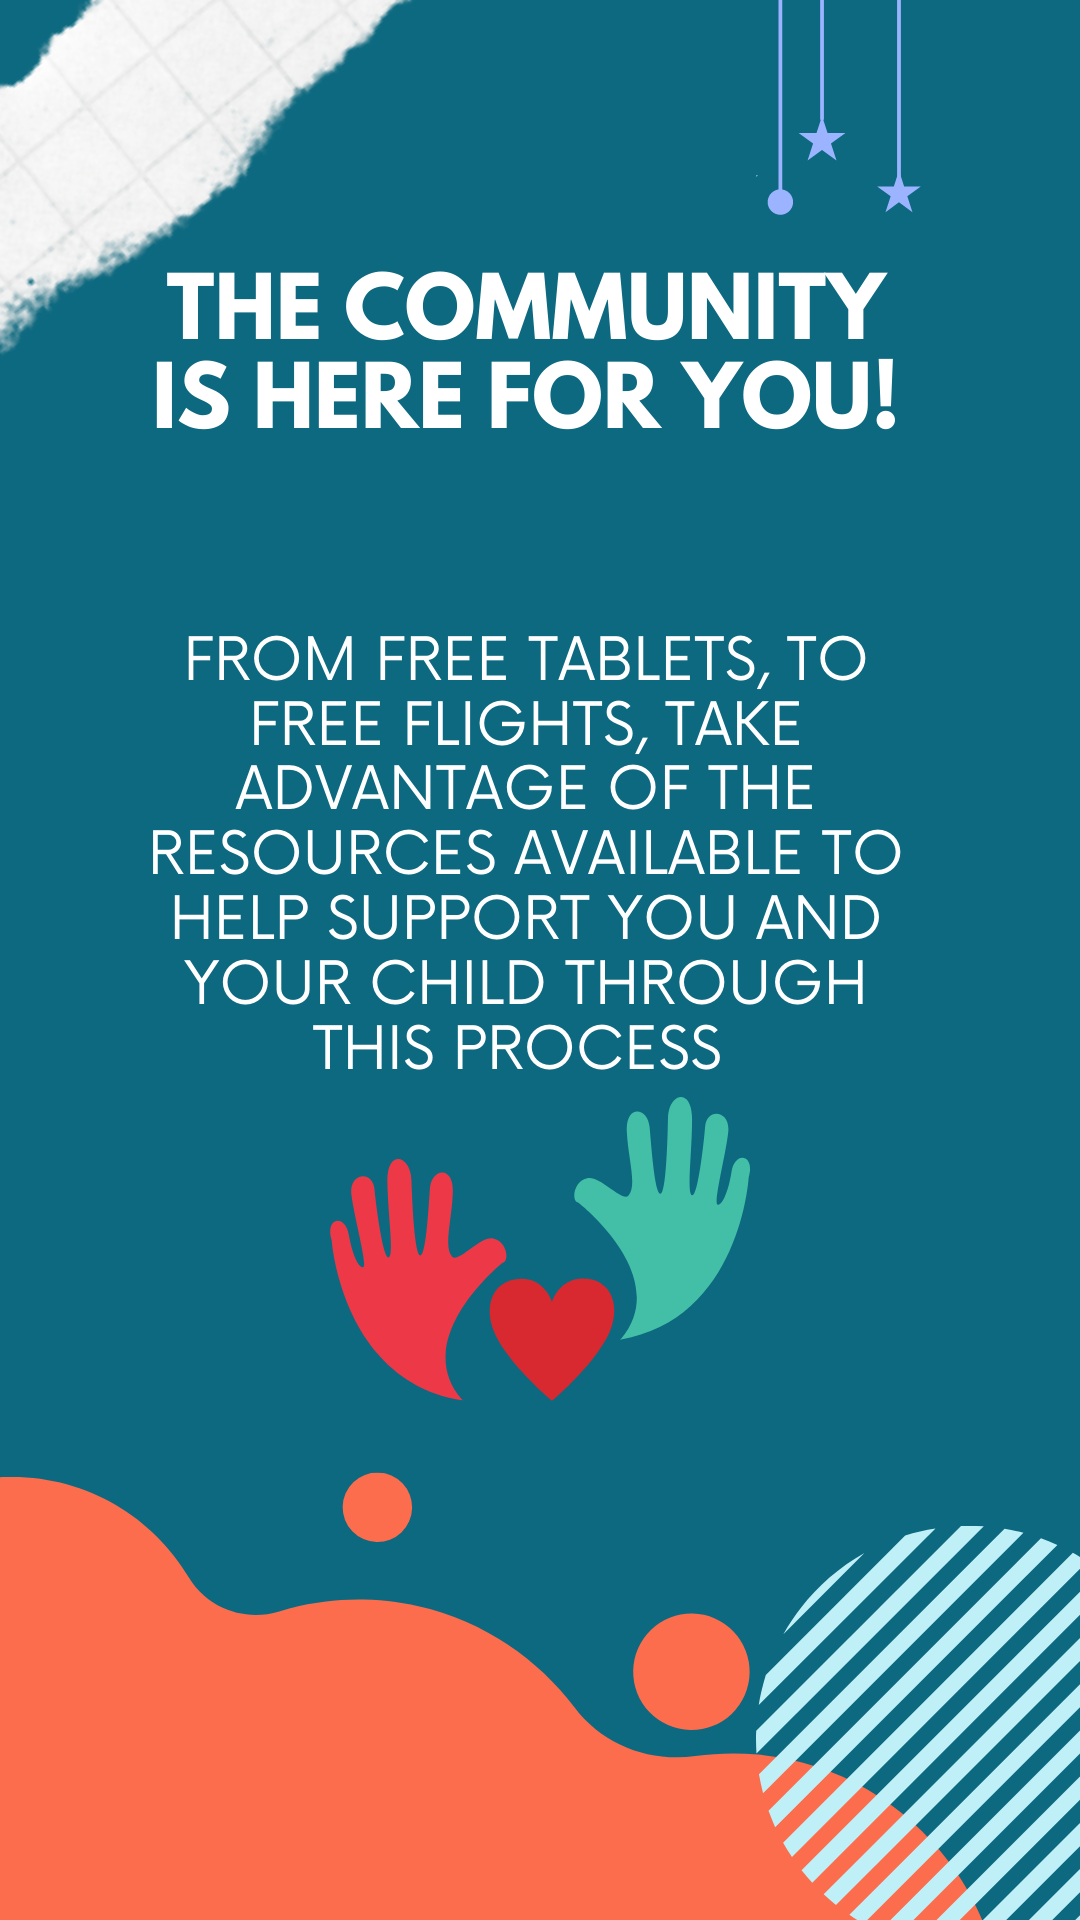 THE COMMUNITY
IS HERE FOR YOU!
FROM FREE TABLETS, TO
FREE FLIGHTS, TAKE
ADVANTAGE OF THE
RESOURCES AVAILABLE TO
HELP SUPPORT YOU AND
YOUR CHILD THROUGH
THIS PROCESS